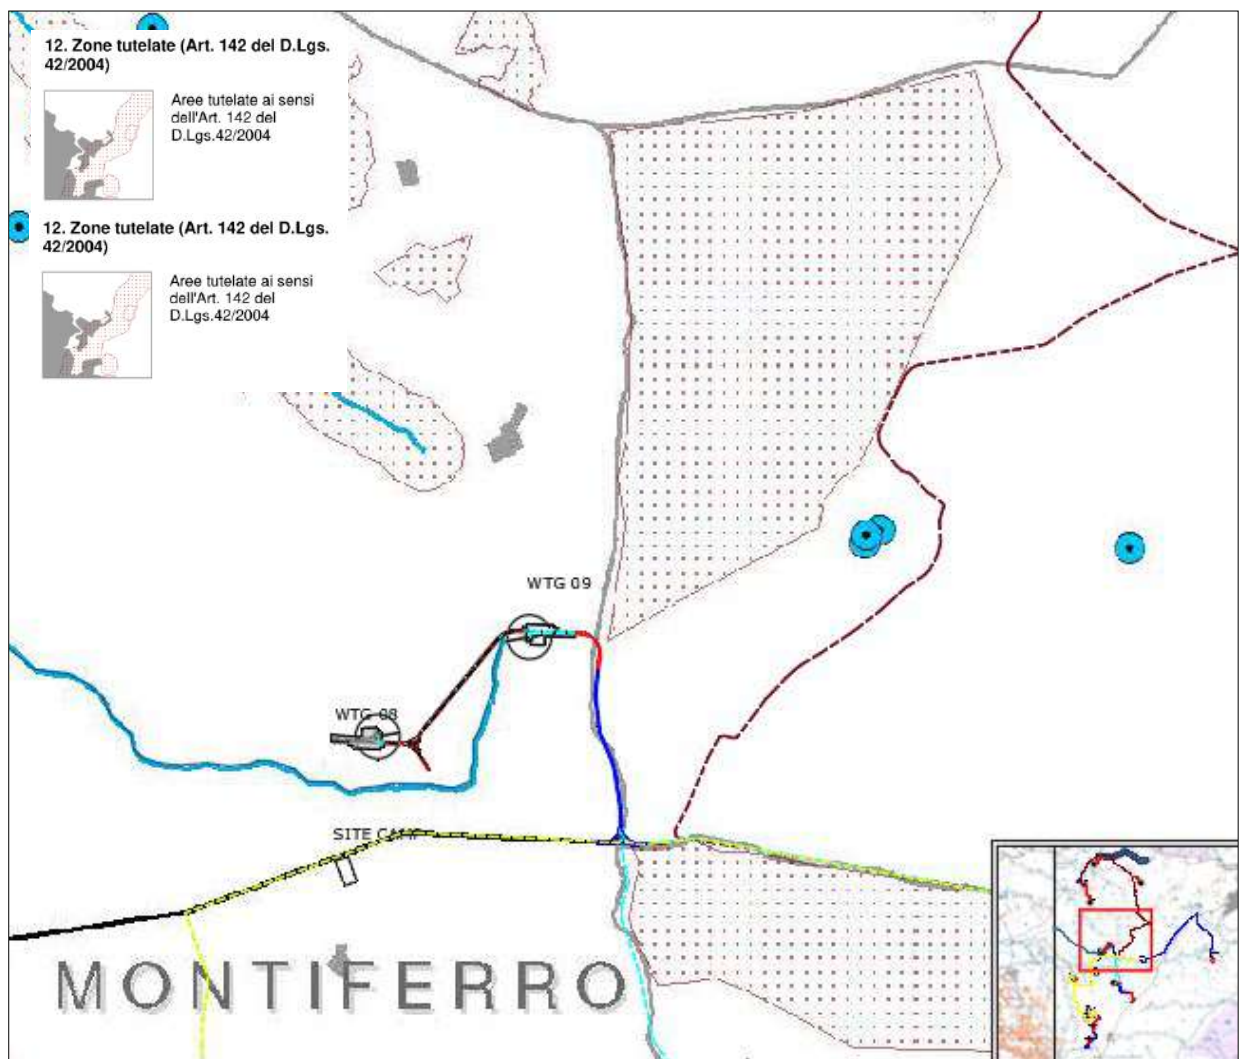 12. Zone tutelate (Art. 142 del D.Lgs.
42/2004)
Aree tutelate ai sensi
dell'Art. 142 del
D.Lgs.42/2004
12. Zone tutelate (Art. 142 del D.Lgs.
42/2004)
Aree tutelate ai sensi
dell'Art. 142 del
D.Lgs.42/2004
WTG 09
WTG 08
SITE CAMP
MONTIFERRO